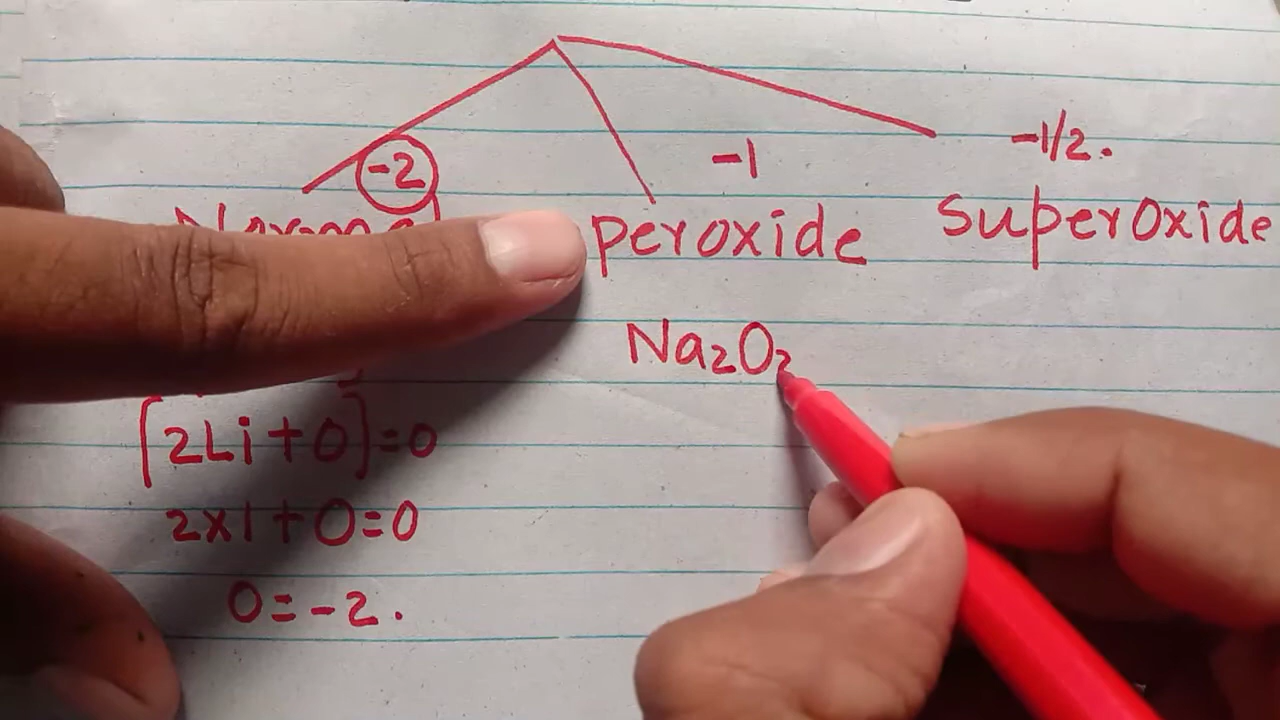 -2 -1 -1/2.
peroxide Superoxide
Na2O2
[2Li+O]=0
2x1+O=0
O=-2.